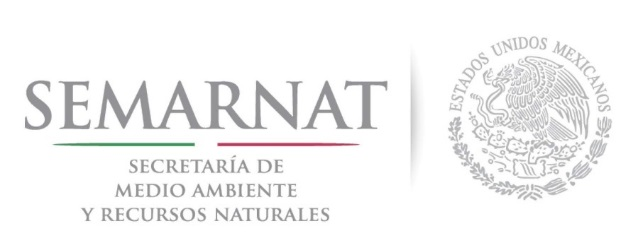 SEMARNAT
SECRETARÍA DE
MEDIO AMBIENTE
Y RECURSOS NATURALES
ESTADOS UNIDOS MEXICANOS